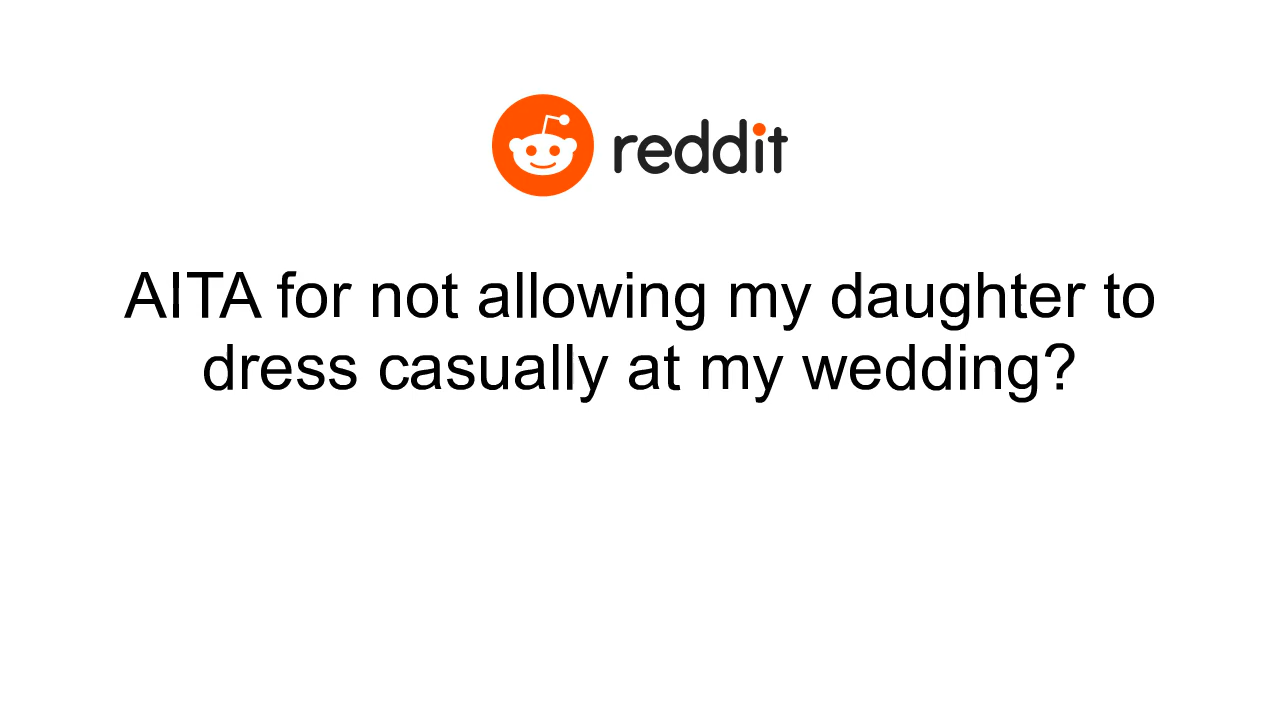 reddit
AITA for not allowing my daughter to
dress casually at my wedding?